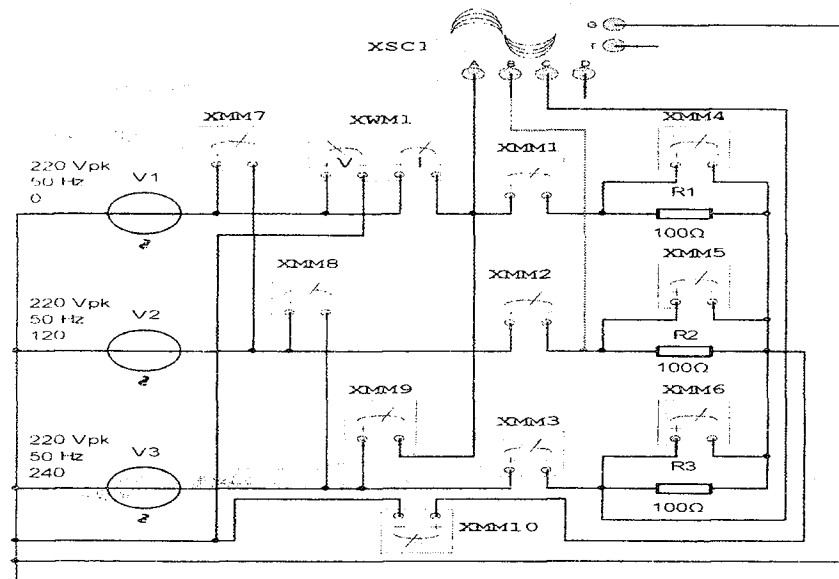 XSC1
G
T
A B C D
XMM7
XWM1
XMM1
XMM4
V I
220 Vpk
50 Hz
0
V1
R1
100Ω
XMM8
XMM2
XMM5
220 Vpk
50 Hz
120
V2
R2
100Ω
XMM9
XMM3
XMM6
220 Vpk
50 Hz
240
V3
R3
100Ω
XMM10